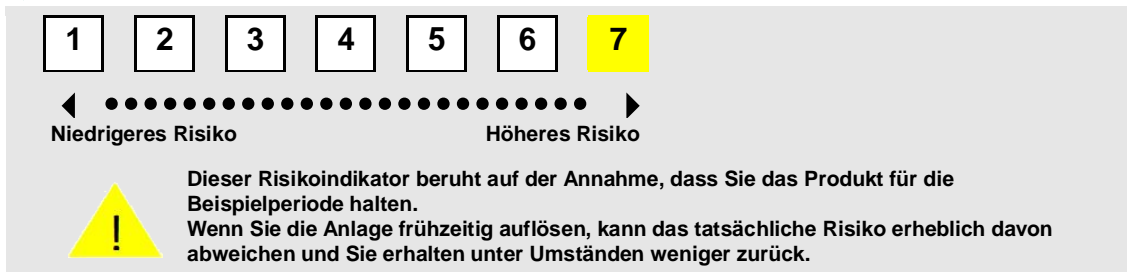 1 2 3 4 5 6 7
Niedrigeres Risiko Höheres Risiko
Dieser Risikoindikator beruht auf der Annahme, dass Sie das Produkt für die
Beispielperiode halten.
Wenn Sie die Anlage frühzeitig auflösen, kann das tatsächliche Risiko erheblich davon
abweichen und Sie erhalten unter Umständen weniger zurück.
!